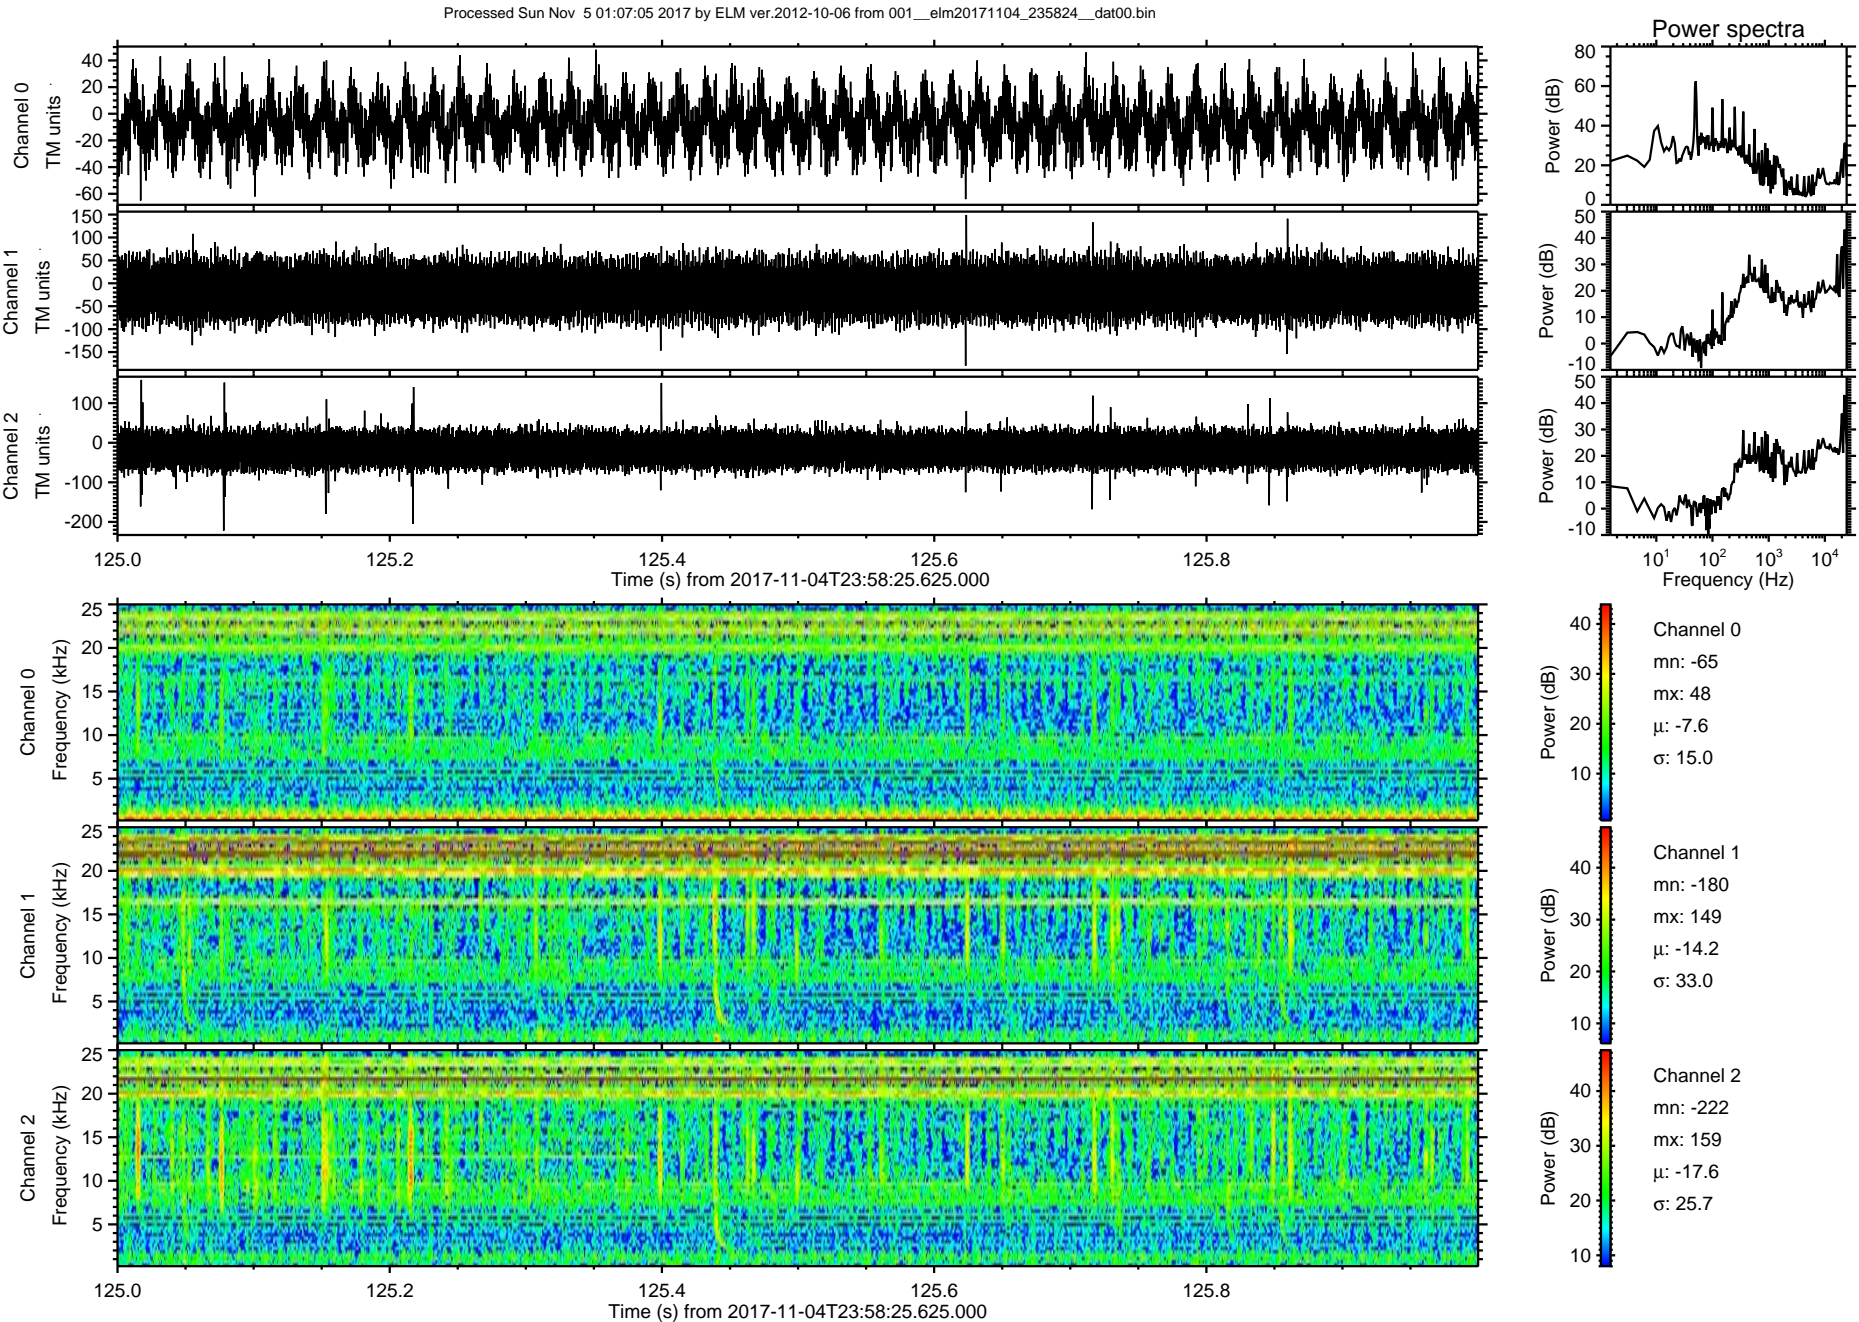 Processed Sun Nov  5 01:07:05 2017 by ELM ver.2012-10-06 from 001__elm20171104_235824__dat00.bin
Power spectra
Channel 0
TM units
40
20
0
-20
-40
-60
Power (dB)
80
60
40
20
0
Channel 1
TM units
150
100
50
0
-50
-100
-150
Power (dB)
50
40
30
20
10
0
-10
Channel 2
TM units
100
0
-100
-200
Power (dB)
50
40
30
20
10
0
-10
125.0 125.2 125.4 125.6 125.8
Time (s) from 2017-11-04T23:58:25.625.000
10^1 10^2 10^3 10^4
Frequency (Hz)
Channel 0
Frequency (kHz)
25
20
15
10
5
Power (dB)
40
30
20
10
Channel 0
mn: -65
mx: 48
μ: -7.6
σ: 15.0
Channel 1
Frequency (kHz)
25
20
15
10
5
Power (dB)
40
30
20
10
Channel 1
mn: -180
mx: 149
μ: -14.2
σ: 33.0
Channel 2
Frequency (kHz)
25
20
15
10
5
Power (dB)
40
30
20
10
Channel 2
mn: -222
mx: 159
μ: -17.6
σ: 25.7
125.0 125.2 125.4 125.6 125.8
Time (s) from 2017-11-04T23:58:25.625.000